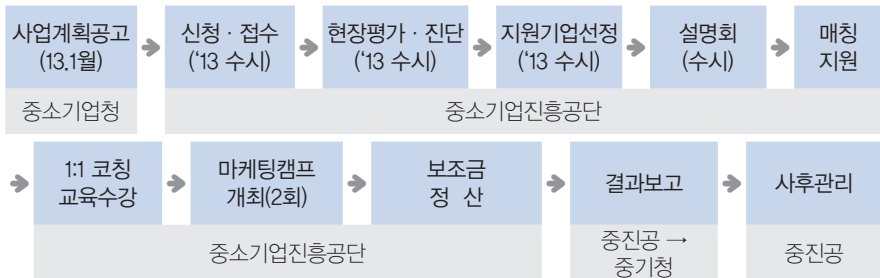 사업계획공고
(13.1월)
신청 · 접수
(‘13 수시)
현장평가 · 진단
(‘13 수시)
지원기업선정
(‘13 수시)
설명회
(수시)
매칭
지원
중소기업청
중소기업진흥공단
1:1 코칭
교육수강
마케팅캠프
개최(2회)
보조금
정 산
결과보고
사후관리
중소기업진흥공단
중진공 →
중기청
중진공